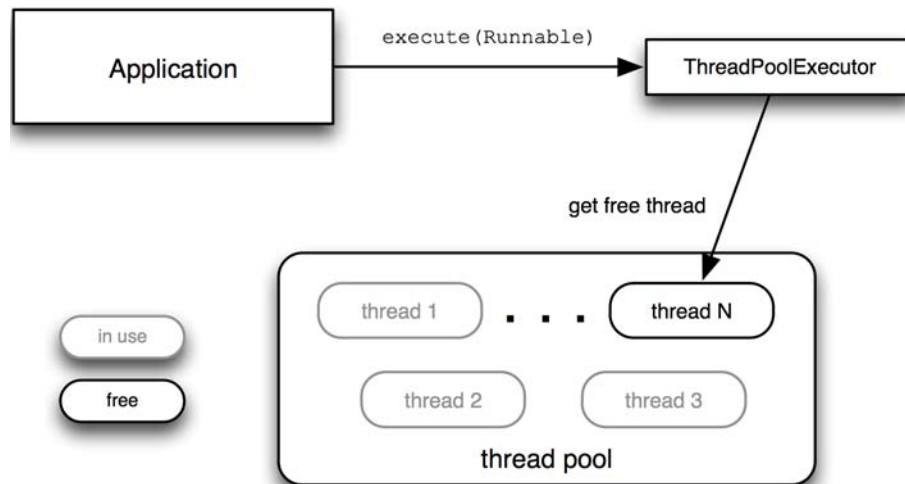 execute(Runnable)
Application
ThreadPoolExecutor
get free thread
thread 1
. . .
thread N
in use
free
thread 2
thread 3
thread pool